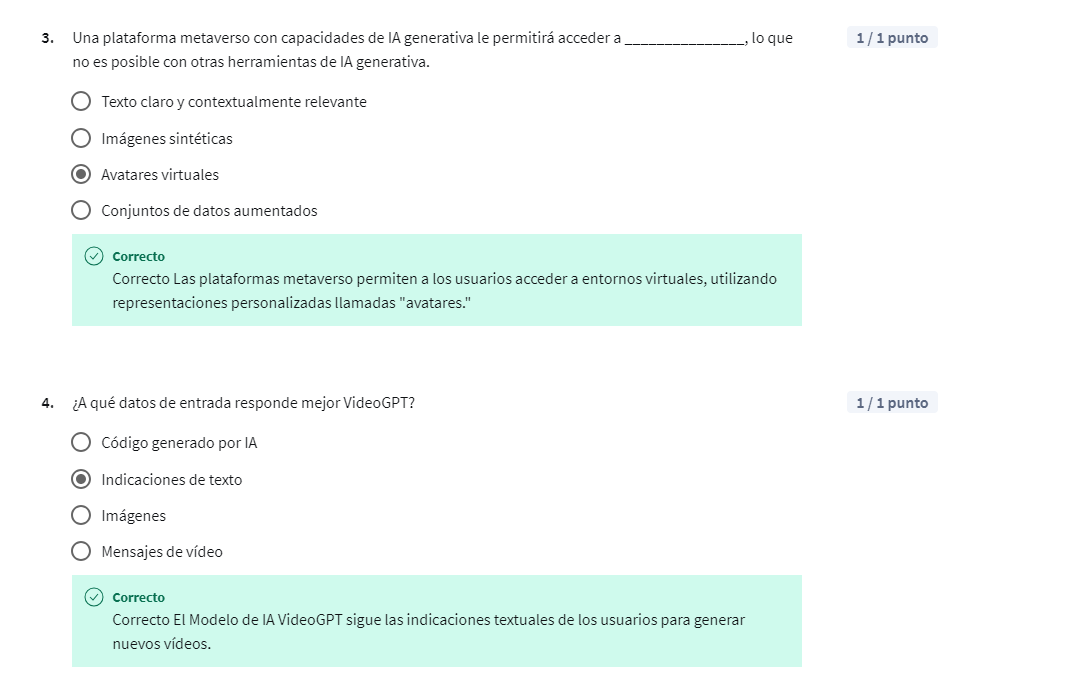 3. Una plataforma metaverso con capacidades de IA generativa le permitirá acceder a _______________, lo que 1 / 1 punto
no es posible con otras herramientas de IA generativa.
Texto claro y contextualmente relevante
Imágenes sintéticas
Avatares virtuales
Conjuntos de datos aumentados
Correcto
Correcto Las plataformas metaverso permiten a los usuarios acceder a entornos virtuales, utilizando
representaciones personalizadas llamadas "avatares."
4. ¿A qué datos de entrada responde mejor VideoGPT? 1 / 1 punto
Código generado por IA
Indicaciones de texto
Imágenes
Mensajes de vídeo
Correcto
Correcto El Modelo de IA VideoGPT sigue las indicaciones textuales de los usuarios para generar
nuevos vídeos.